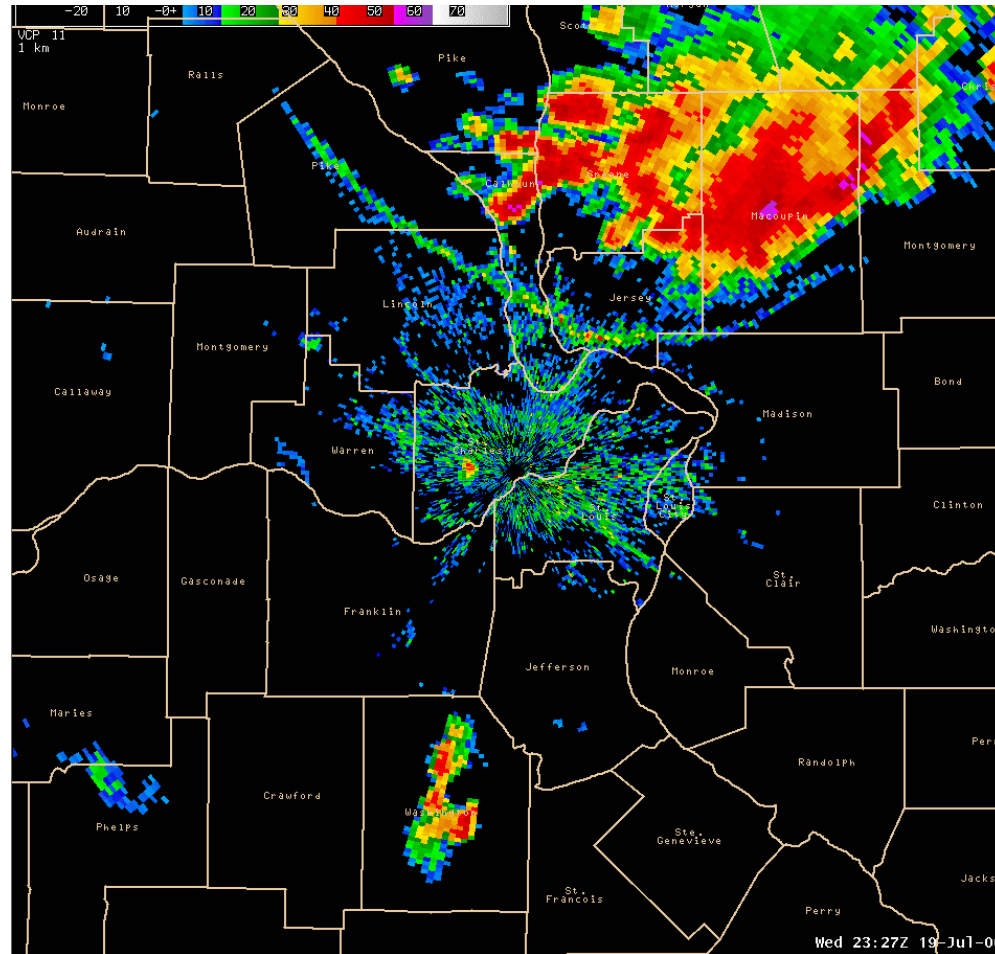 -20 10 -0+ 10 20 30 40 50 60 70
VCP 11
1 km
Scott
Pike
Ralls
Monroe
Pike
Calhoun
Greene
Macoupin
Audrain
Montgomery
Jersey
Lincoln
Montgomery
Callaway
Bond
Madison
Warren
St.
Charles
St.
Louis
St.
Louis
City
Clinton
Osage
Gasconade
St.
Clair
Franklin
Washingto
Jefferson
Monroe
Maries
Randolph
Crawford
Washington
Phelps
Ste.
Genevieve
St.
Francois
Jacks
Perry
Wed 23:27Z 19-Jul-0